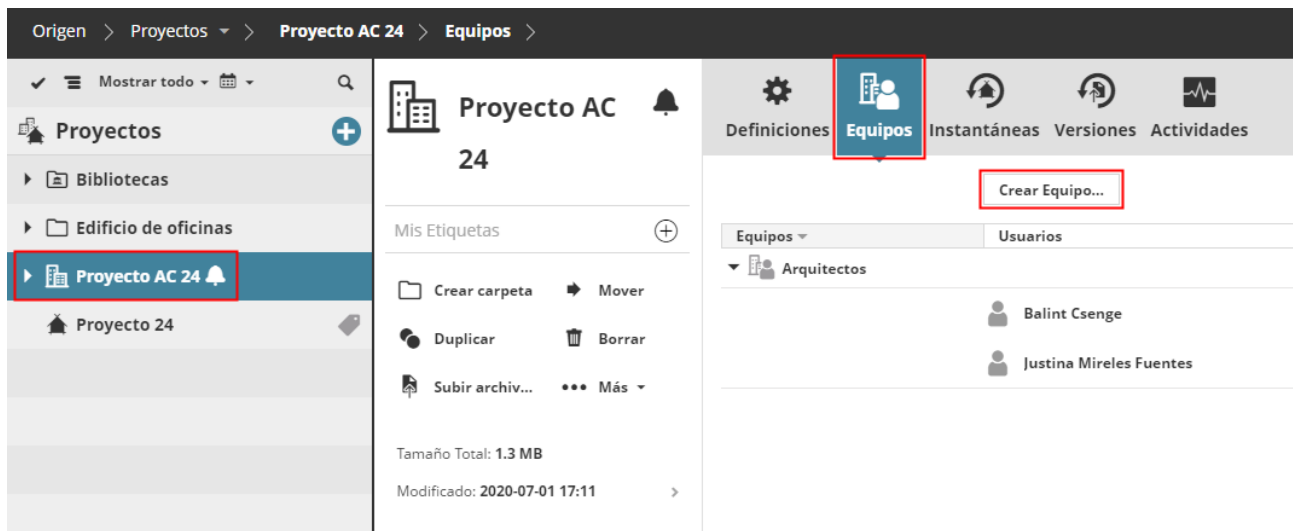 Origen > Proyectos > Proyecto AC 24 > Equipos >
Mostrar todo
Proyectos
Bibliotecas
Edificio de oficinas
Proyecto AC 24
Proyecto 24
Proyecto AC
24
Mis Etiquetas
Crear carpeta Mover
Duplicar Borrar
Subir archiv... Más
Tamaño Total: 1.3 MB
Modificado: 2020-07-01 17:11
Definiciones Equipos Instantáneas Versiones Actividades
Crear Equipo...
Equipos Usuarios
Arquitectos
Balint Csenge
Justina Mireles Fuentes